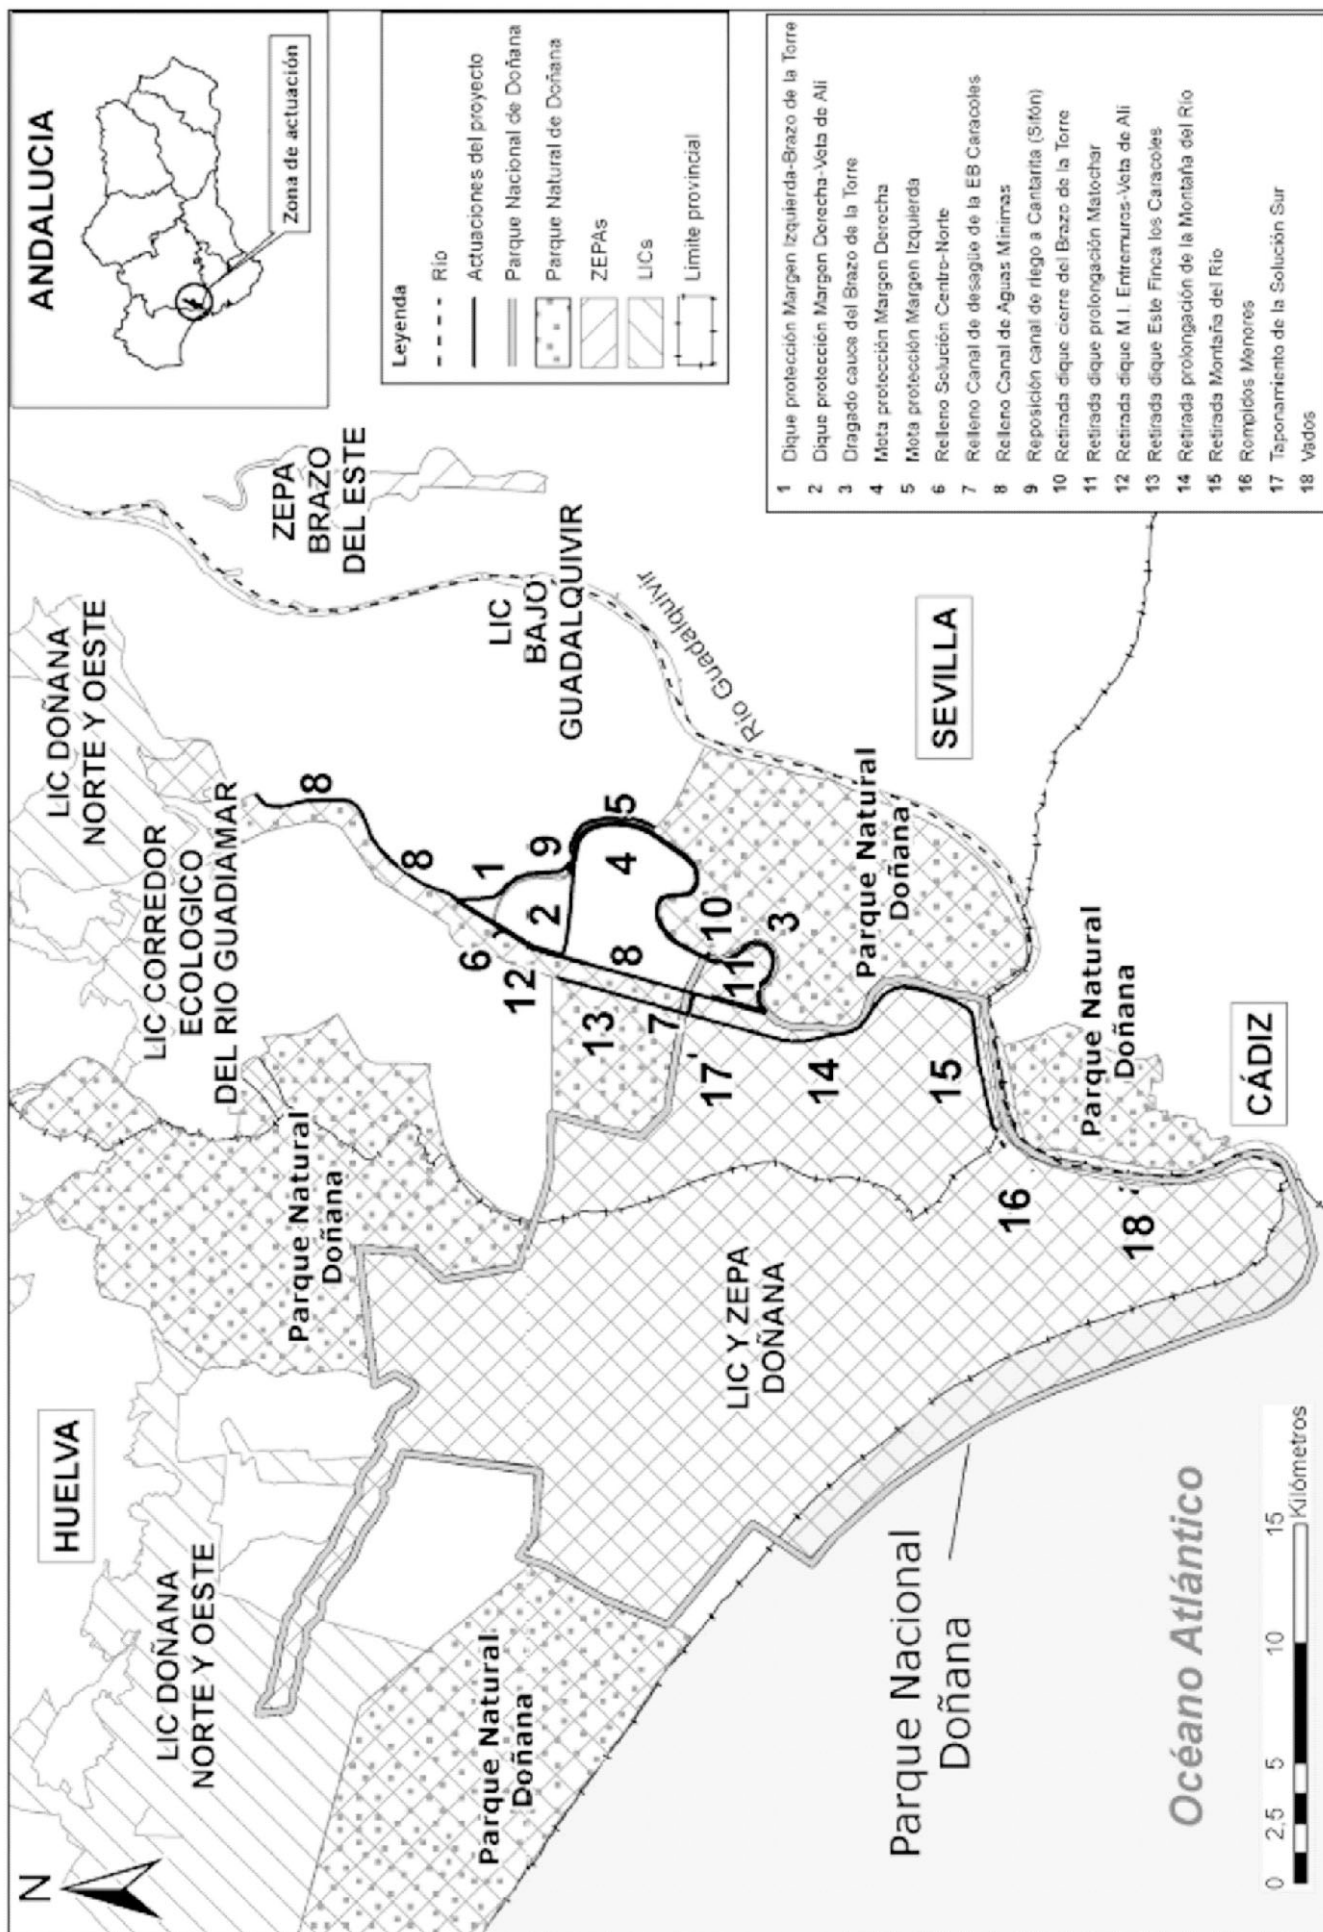 ANDALUCIA
Zona de actuación
Leyenda
Río
Actuaciones del proyecto
Parque Nacional de Doñana
Parque Natural de Doñana
ZEPAs
LICs
Límite provincial
1 Dique protección Margen Izquierda-Brazo de la Torre
2 Dique protección Margen Derecha-Veta de Alí
3 Dragado cauce del Brazo de la Torre
4 Mota protección Margen Derecha
5 Mota protección Margen Izquierda
6 Relleno Solución Centro-Norte
7 Relleno Canal de desagüe de la EB Caracoles
8 Relleno Canal de Aguas Mínimas
9 Reposición canal de riego a Cantarita (Sifón)
10 Retirada dique cierre del Brazo de la Torre
11 Retirada dique prolongación Matochar
12 Retirada dique M.I. Entremuros-Veta de Alí
13 Retirada dique Este Finca los Caracoles
14 Retirada prolongación de la Montaña del Río
15 Retirada Montaña del Río
16 Rompidos Menores
17 Taponamiento de la Solución Sur
18 Vados
N
HUELVA
LIC DOÑANA
NORTE Y OESTE
LIC DOÑANA
NORTE Y OESTE
LIC CORREDOR
ECOLOGICO
DEL RIO GUADIAMAR
ZEPA
BRAZO
DEL ESTE
LIC
BAJO
GUADALQUIVIR
Río Guadalquivir
Parque Natural
Doñana
Parque Natural
Doñana
8
8
1
9
5
4
2
6
12
8
10
3
11
13
7
17
14
15
16
18
LIC Y ZEPA
DOÑANA
Parque Natural
Doñana
SEVILLA
Parque Natural
Doñana
CÁDIZ
Parque Nacional
Doñana
Océano Atlántico
0 2,5 5 10 15
Kilómetros